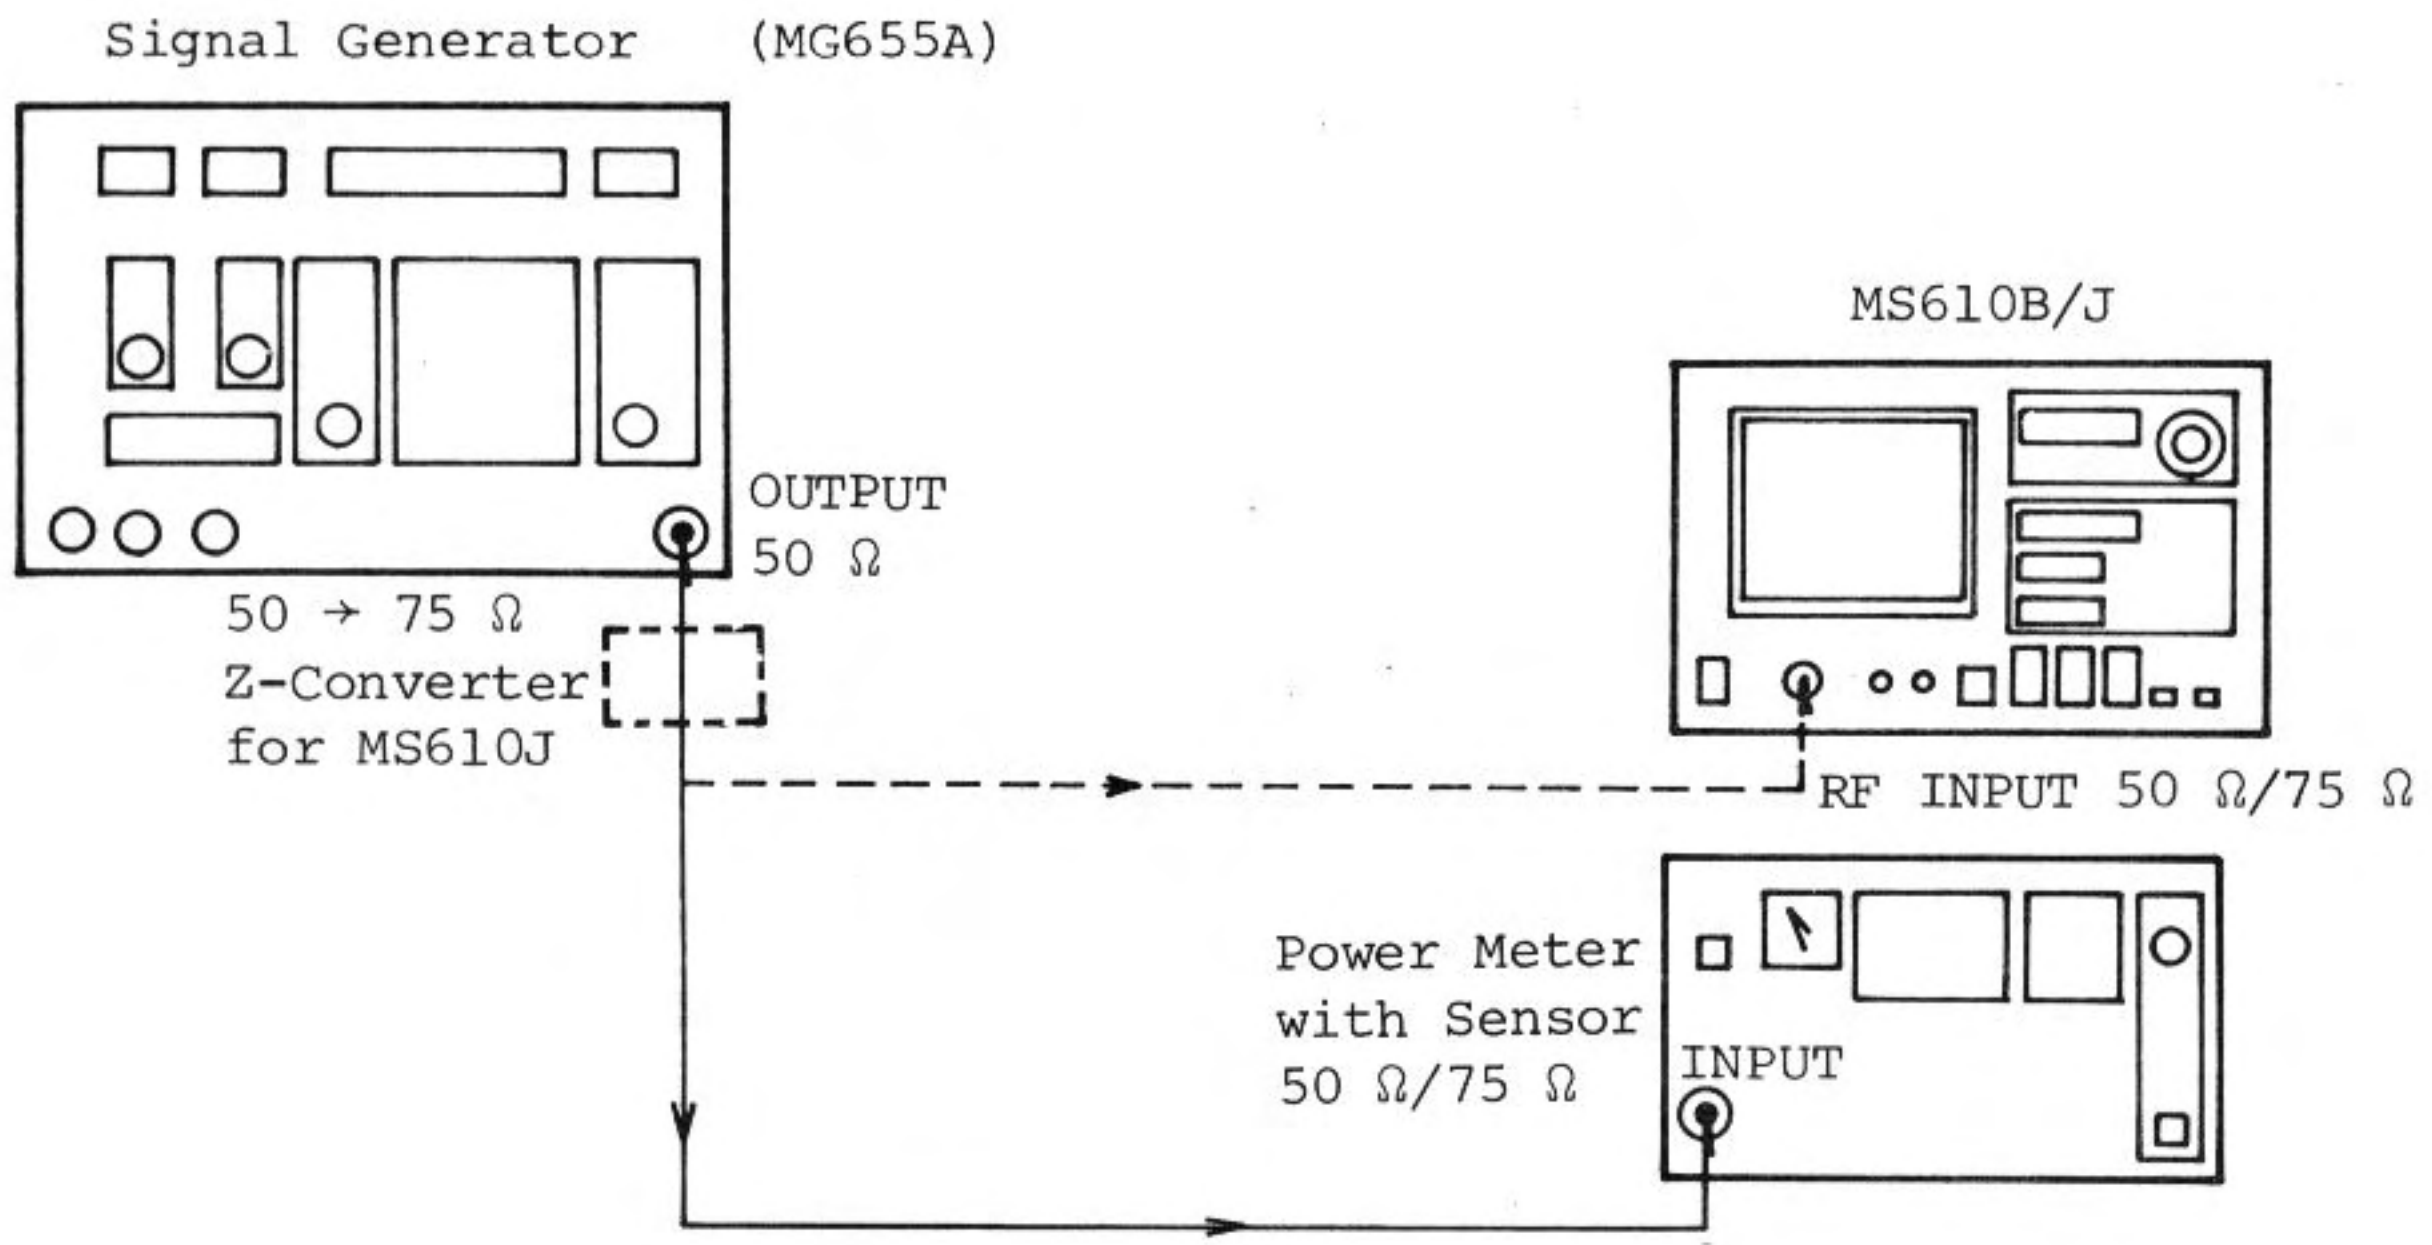 Signal Generator (MG655A)
OUTPUT
50 Ω
50 → 75 Ω
Z-Converter
for MS610J
MS610B/J
RF INPUT 50 Ω/75 Ω
Power Meter
with Sensor
50 Ω/75 Ω
INPUT